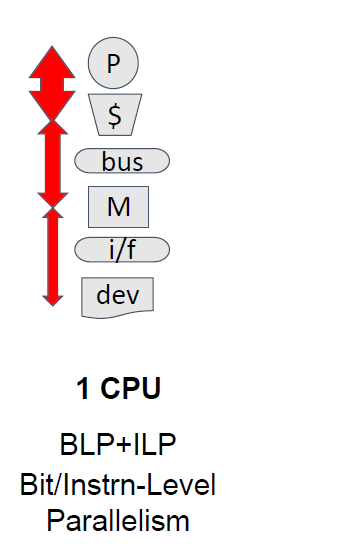 P
$
bus
M
i/f
dev
1 CPU
BLP+ILP
Bit/Instrn-Level
Parallelism